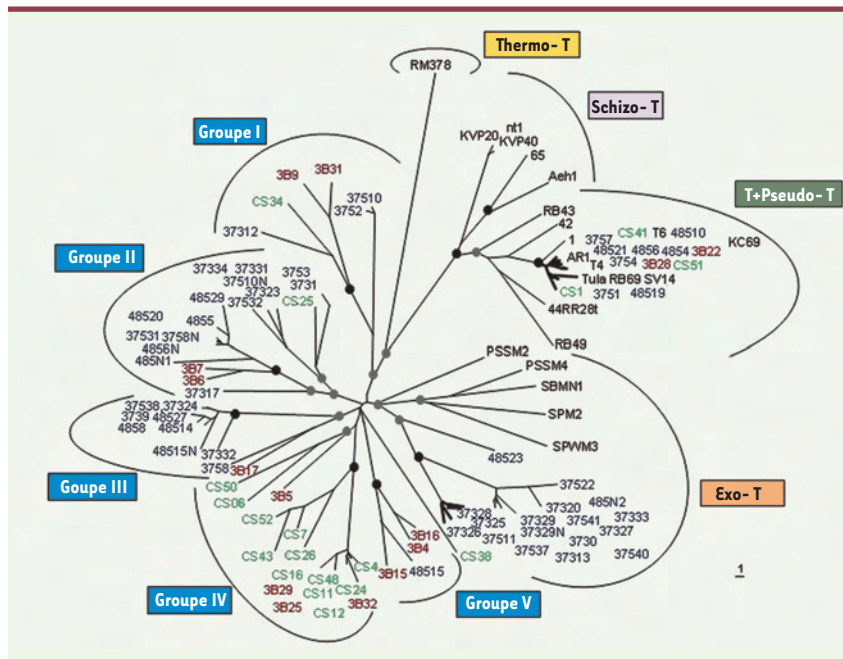 Thermo-T
RM378
Schizo-T
Groupe I
nt1
KVP20 KVP40
65
3B9 3B31
Aeh1
CS34
37510
3752
T+Pseudo-T
RB43
42
37312
1 3757 CS41 T6 48510
KC69
48521 4856 4854 3B22
AR1 T4 3754 3B28 CS51
Tula RB69 SV14
CS1 3751 48519
44RR28t
RB49
Groupe II
37334 37331 3753
37510N 3731
48529 37323
37532 CS25
48520 4855
37531 3758N
4856N
485N1
3B7
3B6
37317
PSSM2
PSSM4
SBMN1
SPM2
SPWM3
37538 37324
3739 48527
4858 48514
48515N 37332
3758 3B17
Goupe III
CS50
CS06 3B5
CS52
CS7
CS43 CS26
CS16 CS48 CS4
3B29 CS11 CS24
3B25 CS12 3B32
Groupe IV
3B16
3B4
3B15 48515
CS38
Groupe V
48523
Exo-T
37522
485N2
37328 37320
37325 37329 37541 37333
37326 37511 37329N 37327
3730
37537 37313 37540
1